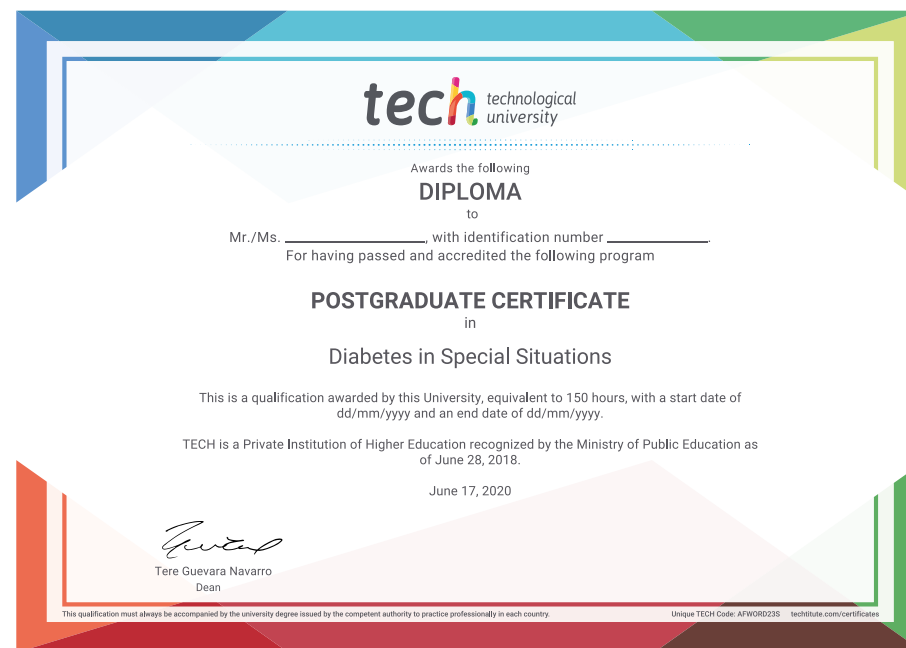 tech technological
university
Awards the following
DIPLOMA
to
Mr./Ms. ____________________, with identification number ______________.
For having passed and accredited the following program
POSTGRADUATE CERTIFICATE
in
Diabetes in Special Situations
This is a qualification awarded by this University, equivalent to 150 hours, with a start date of
dd/mm/yyyy and an end date of dd/mm/yyyy.
TECH is a Private Institution of Higher Education recognized by the Ministry of Public Education as
of June 28, 2018.
June 17, 2020
Tere Guevara Navarro
Dean
This qualification must always be accompanied by the university degree issued by the competent authority to practice professionally in each country. Unique TECH Code: AFWORD23S techtitute.com/certificates